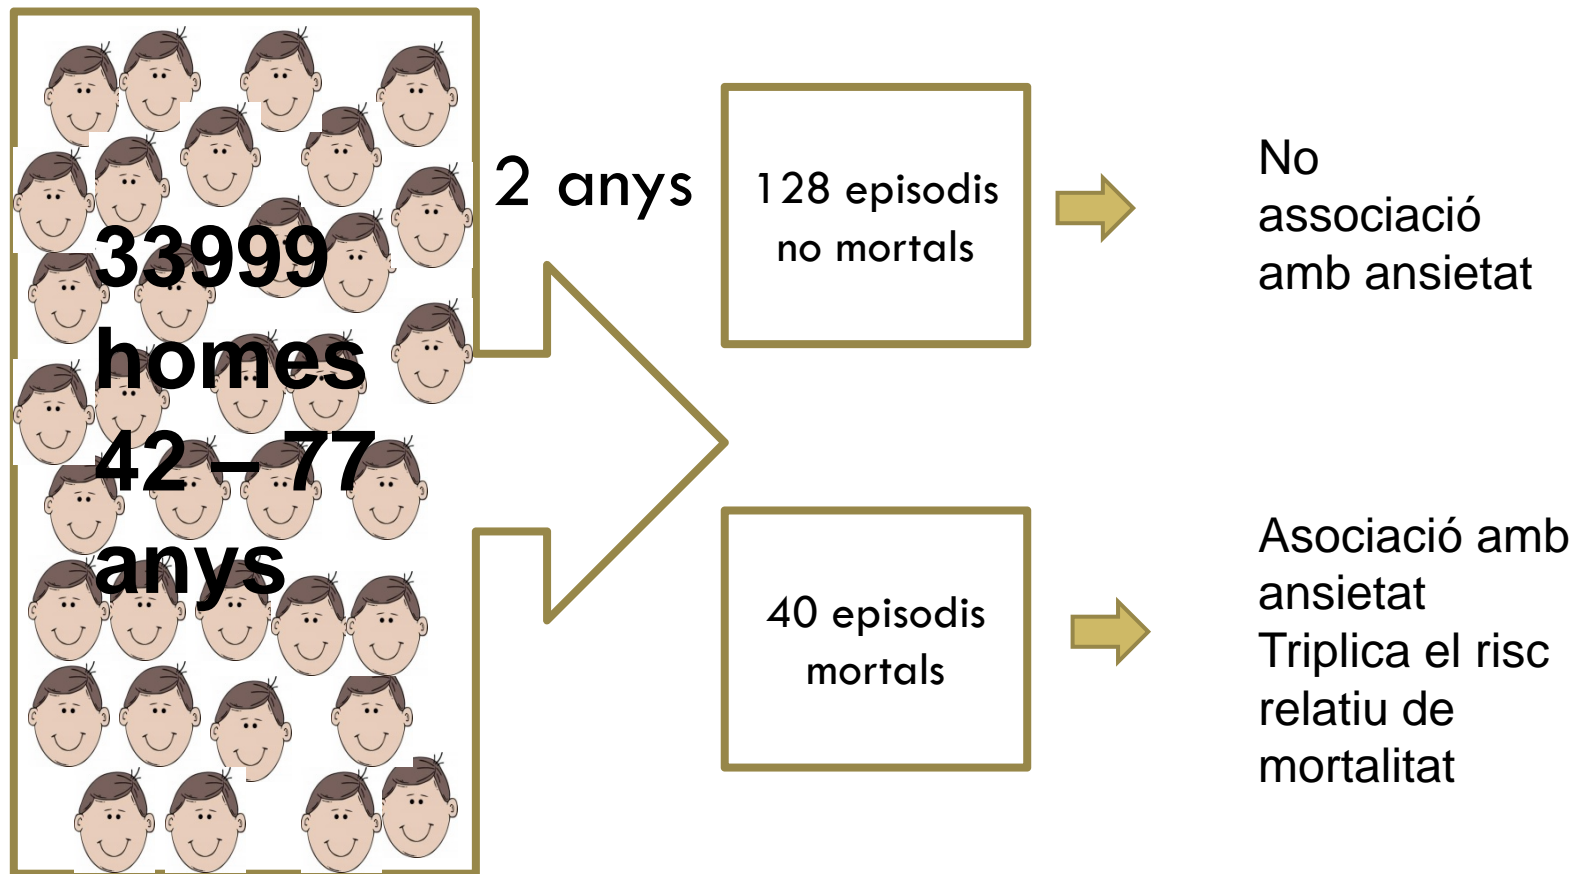 33999
homes
42 – 77
anys
2 anys
128 episodis
no mortals
No
associació
amb ansietat
40 episodis
mortals
Asociació amb
ansietat
Triplica el risc
relatiu de
mortalitat